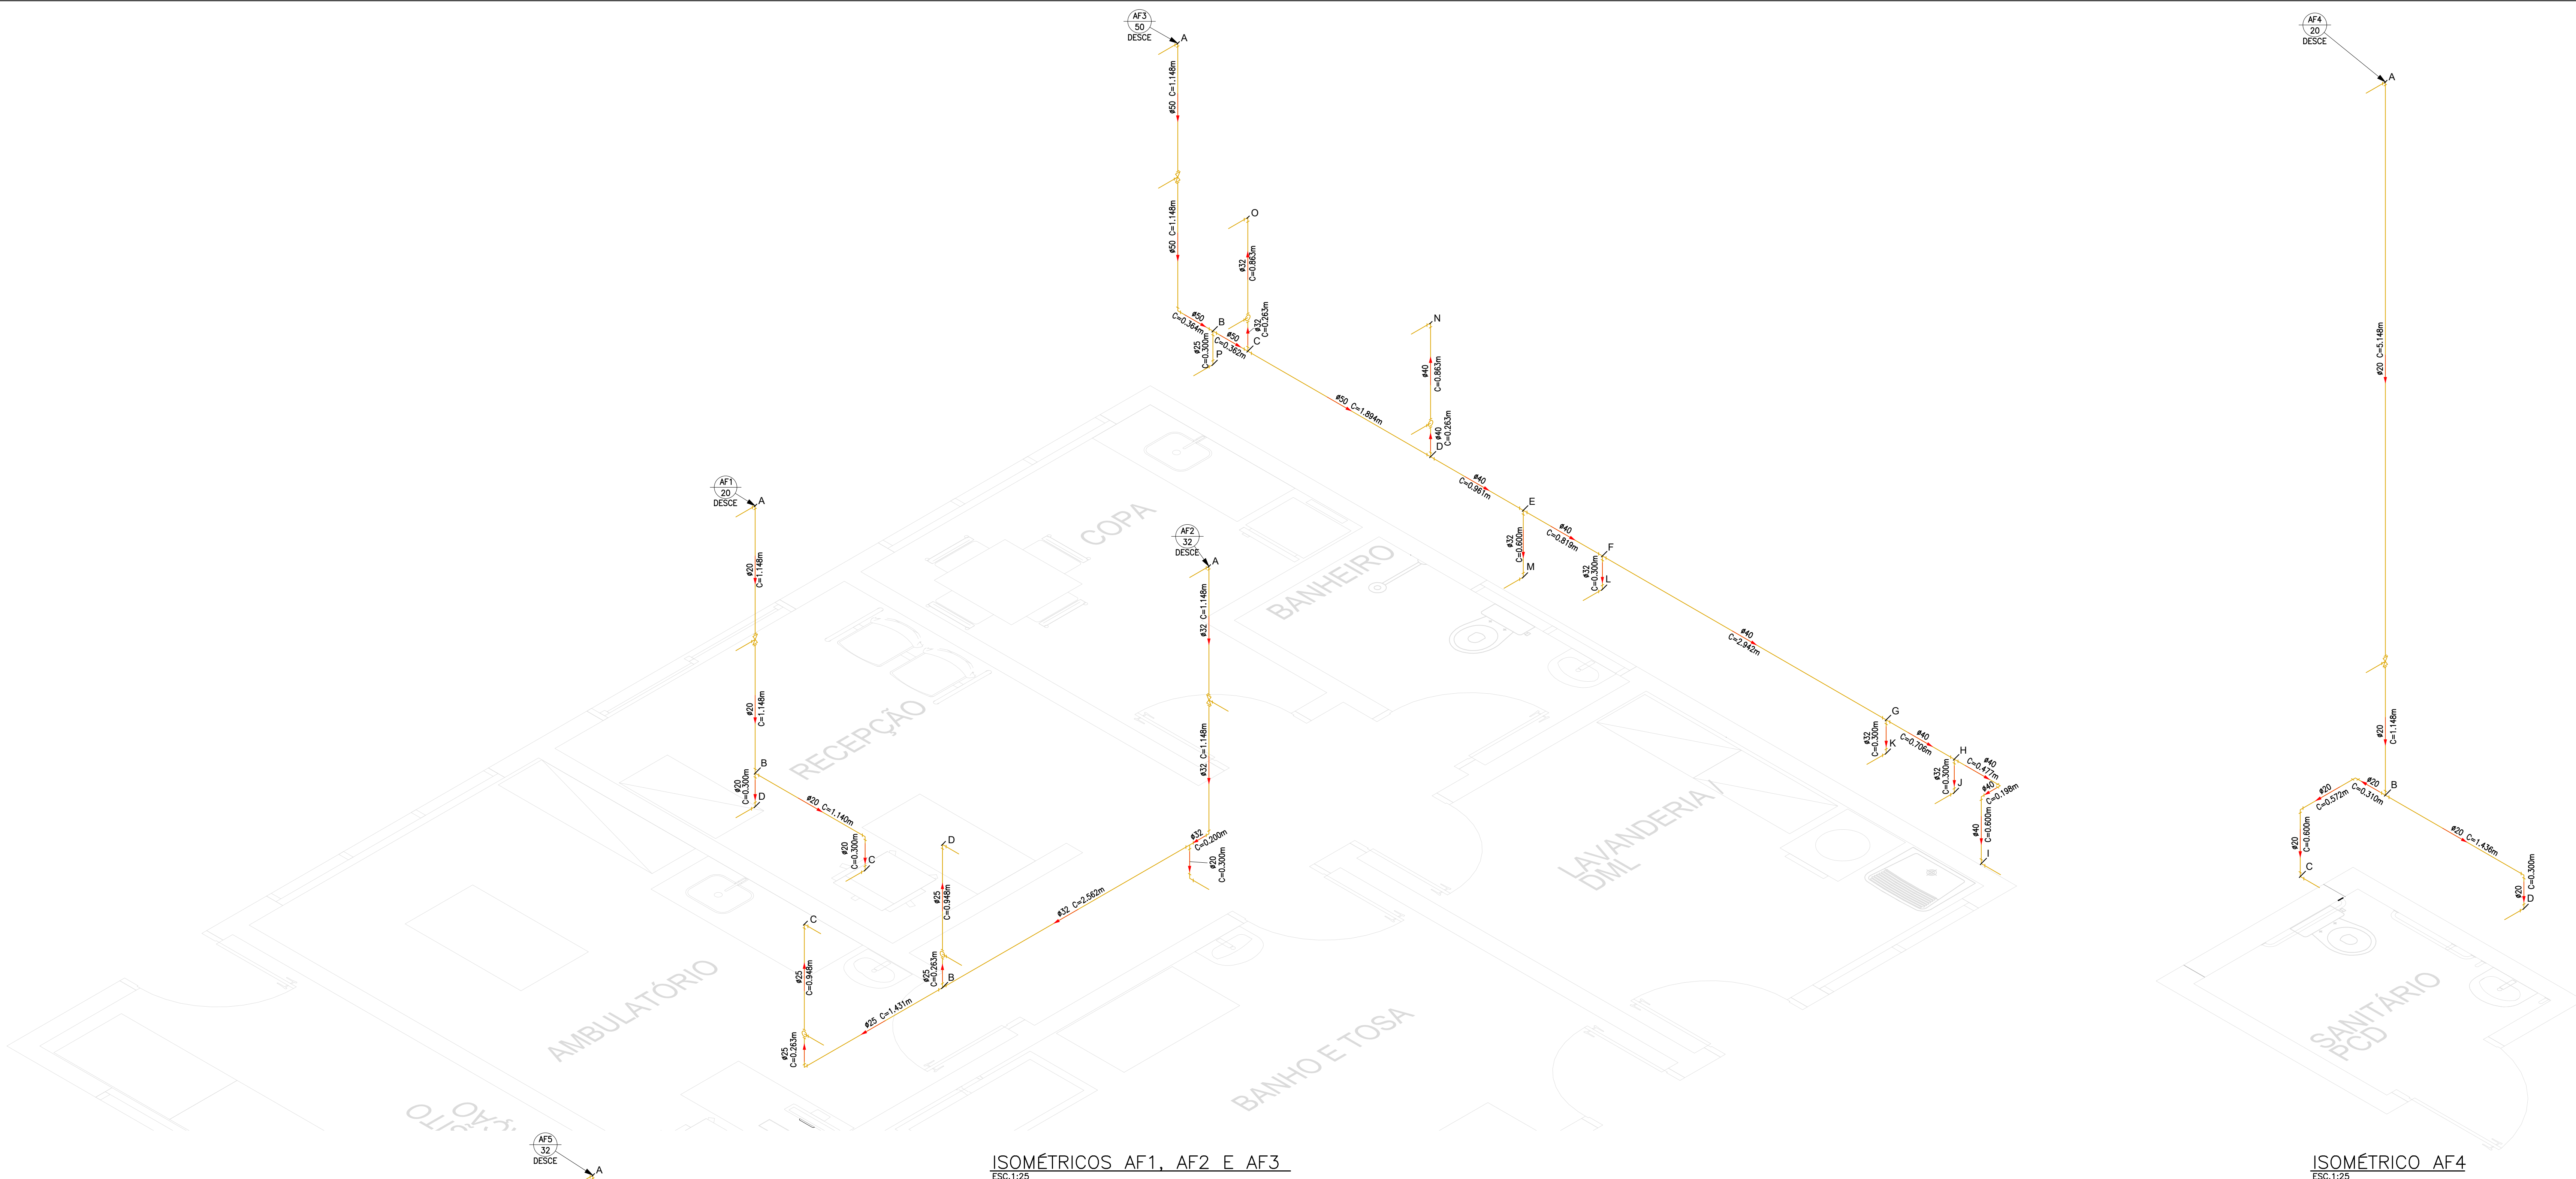 AF3
50
DESCE
A
ø50 C=1.148m
ø50 C=1.148m
ø50
C=0.364m
B
ø25
C=0.300m
P
ø50
C=0.362m
C
ø32
C=0.263m
ø32
C=0.863m
O
ø50 C=1.894m
D
ø40
C=0.263m
ø40
C=0.863m
N
ø40
C=0.961m
E
ø32
C=0.600m
M
ø40
C=0.819m
F
ø32
C=0.300m
L
ø40
C=2.942m
G
ø32
C=0.300m
K
ø40
C=0.706m
H
ø32
C=0.300m
J
ø40
C=0.477m
ø40
C=0.198m
ø40
C=0.600m
I
AF4
20
DESCE
A
ø20 C=5.148m
ø20
C=1.148m
B
ø20
C=0.310m
ø20
C=0.572m
ø20
C=0.600m
C
ø20 C=1.436m
ø20
C=0.300m
D
AF1
20
DESCE
A
ø20
C=1.148m
ø20
C=1.148m
B
ø20
C=0.300m
D
ø20 C=1.140m
ø20
C=0.300m
C
AF2
32
DESCE
A
ø32 C=1.148m
ø32 C=1.148m
ø32
C=0.200m
ø20
C=0.300m
ø32 C=2.562m
B
ø25
C=0.263m
ø25
C=0.948m
D
ø25 C=1.431m
ø25
C=0.263m
ø25
C=0.948m
C
COPA
BANHEIRO
RECEPÇÃO
LAVANDERIA /
DML
AMBULATÓRIO
BANHO E TOSA
SANITÁRIO
PCD
AF5
32
DESCE
A
ISOMÉTRICOS AF1, AF2 E AF3
ESC.1:25
ISOMÉTRICO AF4
ESC.1:25